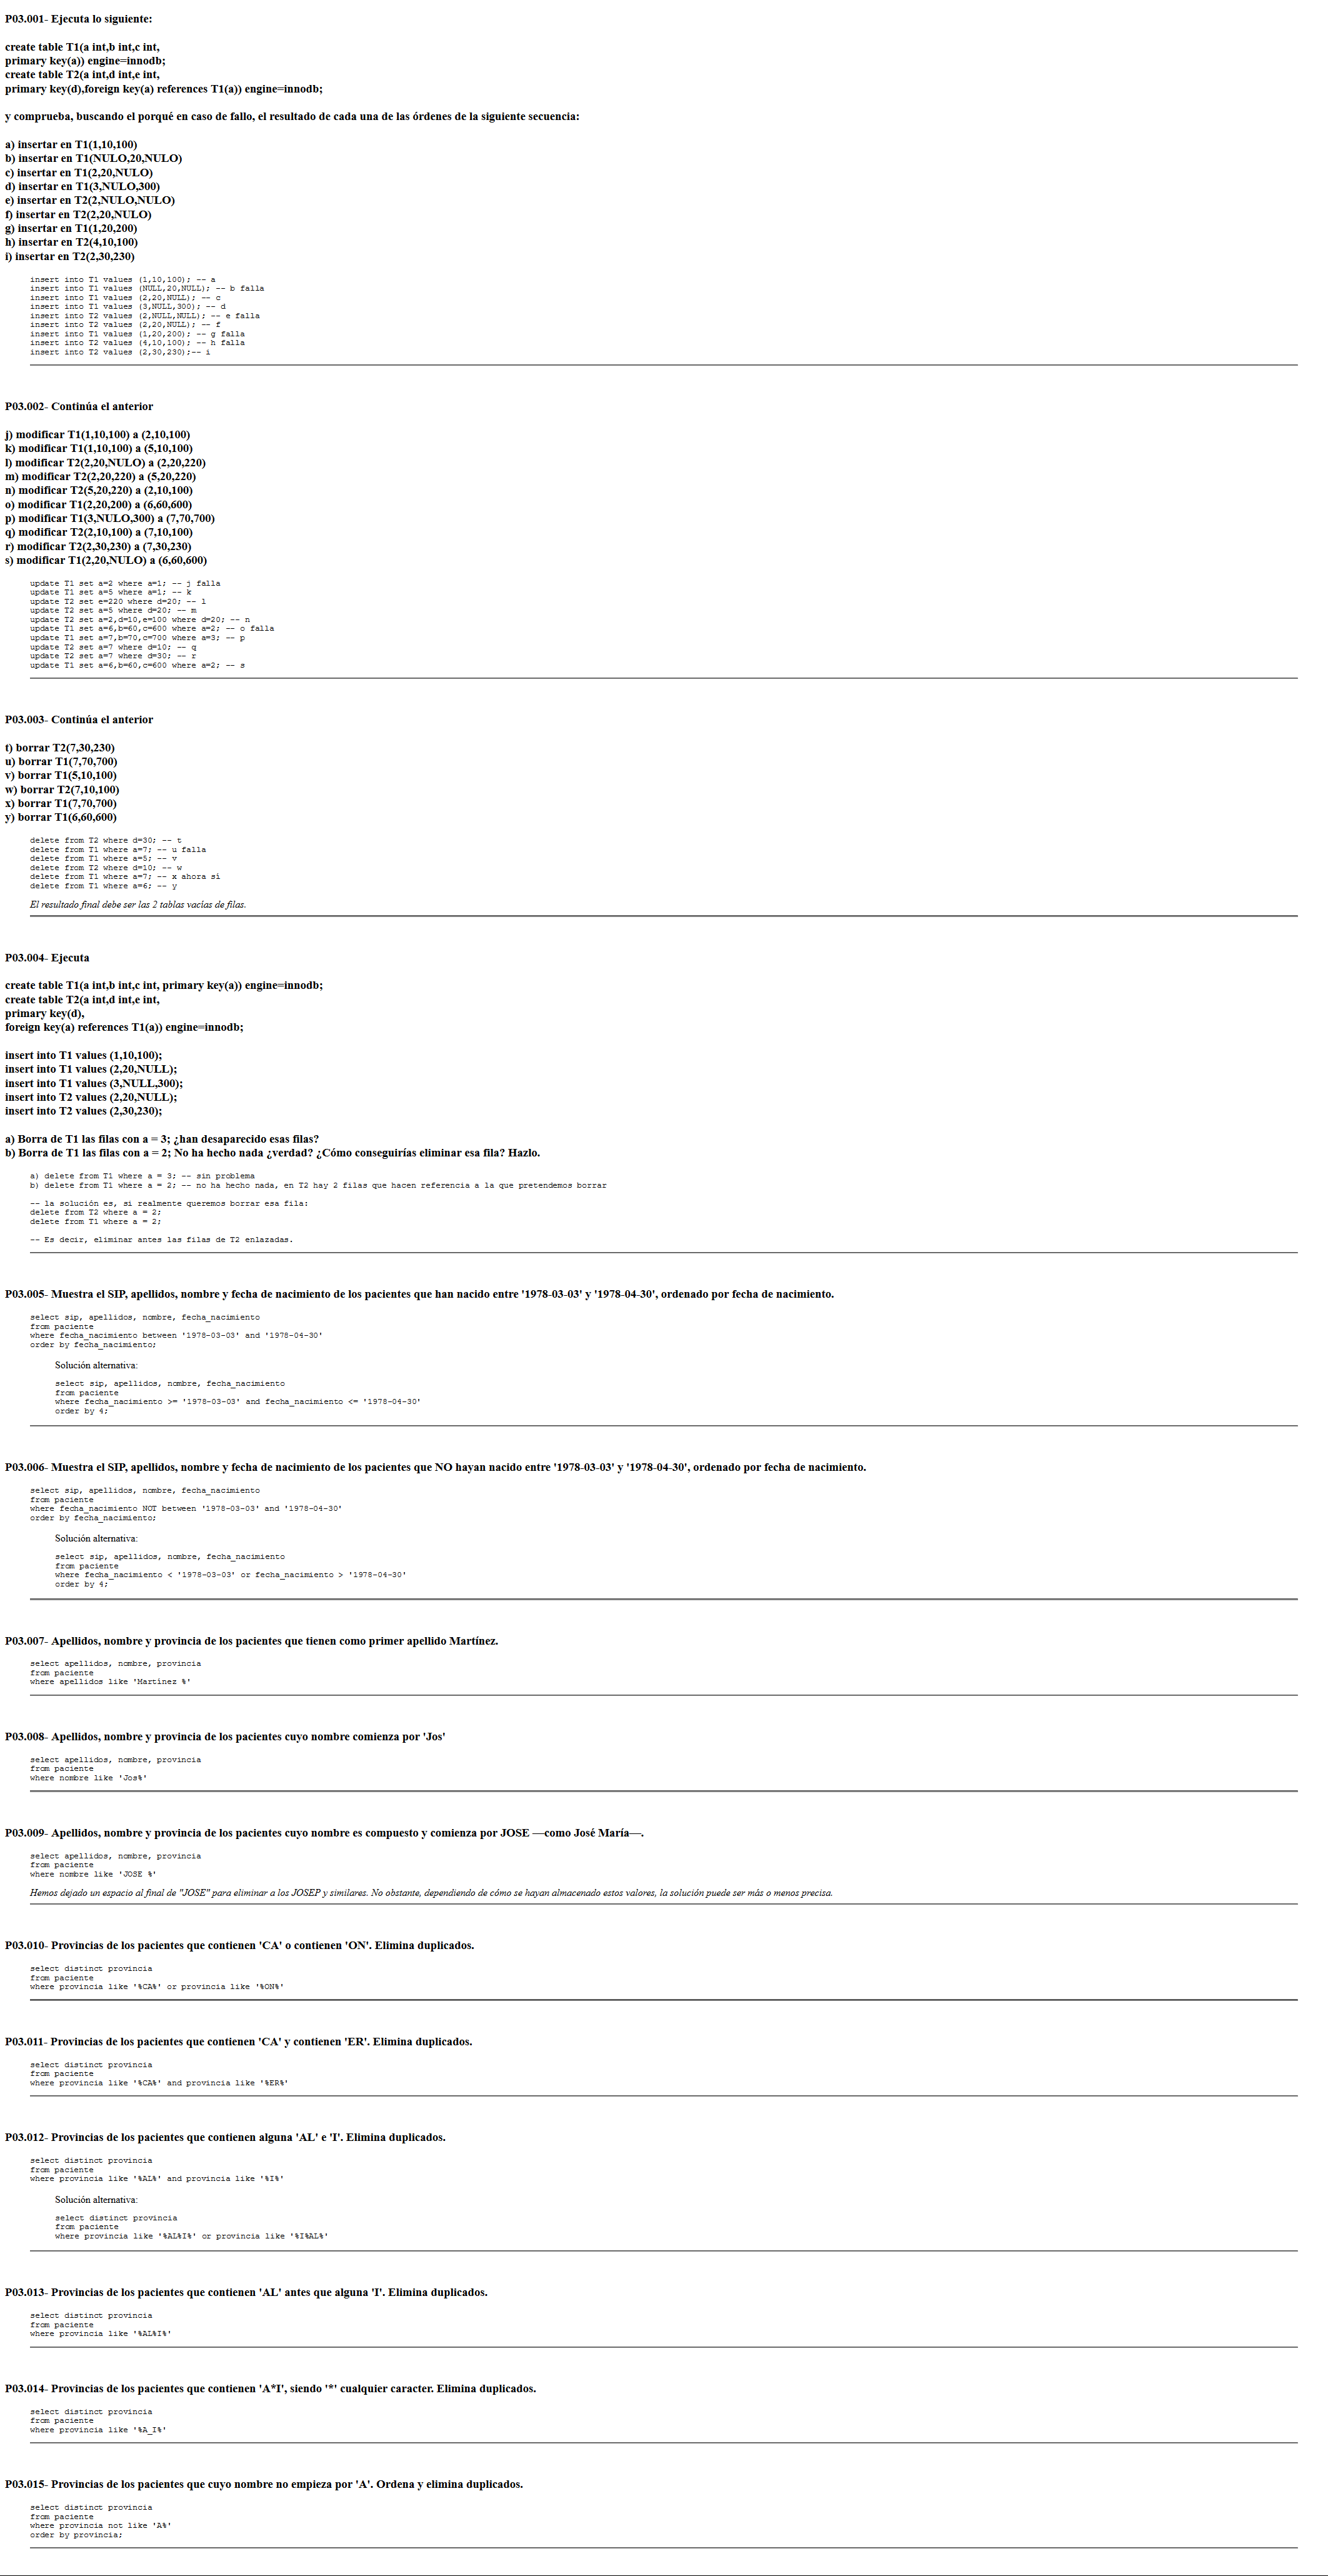 P03.001- Ejecuta lo siguiente:
create table T1(a int,b int,c int,
primary key(a)) engine=innodb;
create table T2(a int,d int,e int,
primary key(d),foreign key(a) references T1(a)) engine=innodb;
y comprueba, buscando el porqué en caso de fallo, el resultado de cada una de las órdenes de la siguiente secuencia:
a) insertar en T1(1,10,100)
b) insertar en T1(NULO,20,NULO)
c) insertar en T1(2,20,NULO)
d) insertar en T1(3,NULO,300)
e) insertar en T2(2,NULO,NULO)
f) insertar en T2(2,20,NULO)
g) insertar en T1(1,20,200)
h) insertar en T2(4,10,100)
i) insertar en T2(2,30,230)
insert into T1 values (1,10,100); -- a
insert into T1 values (NULL,20,NULL); -- b falla
insert into T1 values (2,20,NULL); -- c
insert into T1 values (3,NULL,300); -- d
insert into T2 values (2,NULL,NULL); -- e falla
insert into T2 values (2,20,NULL); -- f
insert into T1 values (1,20,200); -- g falla
insert into T2 values (4,10,100); -- h falla
insert into T2 values (2,30,230);-- i
P03.002- Continúa el anterior
j) modificar T1(1,10,100) a (2,10,100)
k) modificar T1(1,10,100) a (5,10,100)
l) modificar T2(2,20,NULO) a (2,20,220)
m) modificar T2(2,20,220) a (5,20,220)
n) modificar T2(5,20,220) a (2,10,100)
o) modificar T1(2,20,200) a (6,60,600)
p) modificar T1(3,NULO,300) a (7,70,700)
q) modificar T2(2,10,100) a (7,10,100)
r) modificar T2(2,30,230) a (7,30,230)
s) modificar T1(2,20,NULO) a (6,60,600)
update T1 set a=2 where a=1; -- j falla
update T1 set a=5 where a=1; -- k
update T2 set e=220 where d=20; -- l
update T2 set a=5 where d=20; -- m
update T2 set a=2,d=10,e=100 where d=20; -- n
update T1 set a=6,b=60,c=600 where a=2; -- o falla
update T1 set a=7,b=70,c=700 where a=3; -- p
update T2 set a=7 where d=10; -- q
update T2 set a=7 where d=30; -- r
update T1 set a=6,b=60,c=600 where a=2; -- s
P03.003- Continúa el anterior
t) borrar T2(7,30,230)
u) borrar T1(7,70,700)
v) borrar T1(5,10,100)
w) borrar T2(7,10,100)
x) borrar T1(7,70,700)
y) borrar T1(6,60,600)
delete from T2 where d=30; -- t
delete from T1 where a=7; -- u falla
delete from T1 where a=5; -- v
delete from T2 where d=10; -- w
delete from T1 where a=7; -- x ahora sí
delete from T1 where a=6; -- y
El resultado final debe ser las 2 tablas vacías de filas.
P03.004- Ejecuta
create table T1(a int,b int,c int, primary key(a)) engine=innodb;
create table T2(a int,d int,e int,
primary key(d),
foreign key(a) references T1(a)) engine=innodb;
insert into T1 values (1,10,100);
insert into T1 values (2,20,NULL);
insert into T1 values (3,NULL,300);
insert into T2 values (2,20,NULL);
insert into T2 values (2,30,230);
a) Borra de T1 las filas con a = 3; ¿han desaparecido esas filas?
b) Borra de T1 las filas con a = 2; No ha hecho nada ¿verdad? ¿Cómo conseguirías eliminar esa fila? Hazlo.
a) delete from T1 where a = 3; -- sin problema
b) delete from T1 where a = 2; -- no ha hecho nada, en T2 hay 2 filas que hacen referencia a la que pretendemos borrar
-- la solución es, si realmente queremos borrar esa fila:
delete from T2 where a = 2;
delete from T1 where a = 2;
-- Es decir, eliminar antes las filas de T2 enlazadas.
P03.005- Muestra el SIP, apellidos, nombre y fecha de nacimiento de los pacientes que han nacido entre '1978-03-03' y '1978-04-30', ordenado por fecha de nacimiento.
select sip, apellidos, nombre, fecha_nacimiento
from paciente
where fecha_nacimiento between '1978-03-03' and '1978-04-30'
order by fecha_nacimiento;
Solución alternativa:
select sip, apellidos, nombre, fecha_nacimiento
from paciente
where fecha_nacimiento >= '1978-03-03' and fecha_nacimiento <= '1978-04-30'
order by 4;
P03.006- Muestra el SIP, apellidos, nombre y fecha de nacimiento de los pacientes que NO hayan nacido entre '1978-03-03' y '1978-04-30', ordenado por fecha de nacimiento.
select sip, apellidos, nombre, fecha_nacimiento
from paciente
where fecha_nacimiento NOT between '1978-03-03' and '1978-04-30'
order by fecha_nacimiento;
Solución alternativa:
select sip, apellidos, nombre, fecha_nacimiento
from paciente
where fecha_nacimiento < '1978-03-03' or fecha_nacimiento > '1978-04-30'
order by 4;
P03.007- Apellidos, nombre y provincia de los pacientes que tienen como primer apellido Martínez.
select apellidos, nombre, provincia
from paciente
where apellidos like 'Martínez %'
P03.008- Apellidos, nombre y provincia de los pacientes cuyo nombre comienza por 'Jos'
select apellidos, nombre, provincia
from paciente
where nombre like 'Jos%'
P03.009- Apellidos, nombre y provincia de los pacientes cuyo nombre es compuesto y comienza por JOSE —como José María—.
select apellidos, nombre, provincia
from paciente
where nombre like 'JOSE %'
Hemos dejado un espacio al final de "JOSE" para eliminar a los JOSEP y similares. No obstante, dependiendo de cómo se hayan almacenado estos valores, la solución puede ser más o menos precisa.
P03.010- Provincias de los pacientes que contienen 'CA' o contienen 'ON'. Elimina duplicados.
select distinct provincia
from paciente
where provincia like '%CA%' or provincia like '%ON%'
P03.011- Provincias de los pacientes que contienen 'CA' y contienen 'ER'. Elimina duplicados.
select distinct provincia
from paciente
where provincia like '%CA%' and provincia like '%ER%'
P03.012- Provincias de los pacientes que contienen alguna 'AL' e 'I'. Elimina duplicados.
select distinct provincia
from paciente
where provincia like '%AL%' and provincia like '%I%'
Solución alternativa:
select distinct provincia
from paciente
where provincia like '%AL%I%' or provincia like '%I%AL%'
P03.013- Provincias de los pacientes que contienen 'AL' antes que alguna 'I'. Elimina duplicados.
select distinct provincia
from paciente
where provincia like '%AL%I%'
P03.014- Provincias de los pacientes que contienen 'A*I', siendo '*' cualquier caracter. Elimina duplicados.
select distinct provincia
from paciente
where provincia like '%A_I%'
P03.015- Provincias de los pacientes que cuyo nombre no empieza por 'A'. Ordena y elimina duplicados.
select distinct provincia
from paciente
where provincia not like 'A%'
order by provincia;